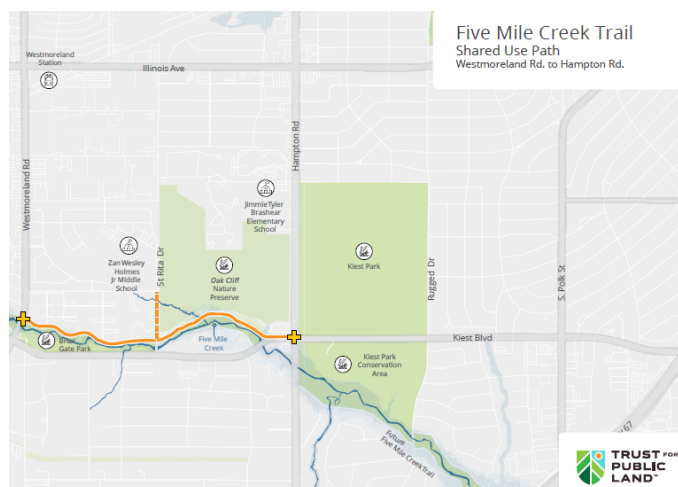 Five Mile Creek Trail
Shared Use Path
Westmoreland Rd. to Hampton Rd.
Westmoreland
Station
Illinois Ave
Hampton Rd
Westmoreland Rd
JimmieTyler
Brashear
Elementary
School
Zan Wesley
Holmes
Jr Middle
School
St Rita Dr
Oak Cliff
Nature
Preserve
Kiest Park
Rugged Dr
S. Polk St
Gate Park
Five Mile
Creek
Kiest Blvd
Kiest Park
Conservation
Area
Future
Five Mile CreekTrail
67
TRUST FOR
PUBLIC
LAND™